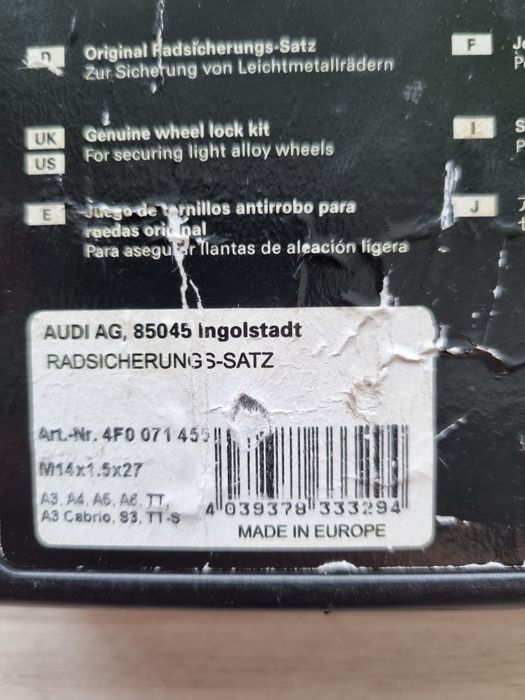 D
Original Radsicherungs-Satz
Zur Sicherung von Leichtmetallrädern
UK
US
Genuine wheel lock kit
For securing light alloy wheels
E
Juego de tornillos antirrobo para
ruedas original
Para asegurar llantas de aleación ligera
F
I
J
AUDI AG, 85045 Ingolstadt
RADSICHERUNGS-SATZ
Art.-Nr. 4F0 071 455
M14x1.5x27
A3, A4, A5, A6, TT,
A3 Cabrio, S3, TT-S
4 039378 333294
MADE IN EUROPE